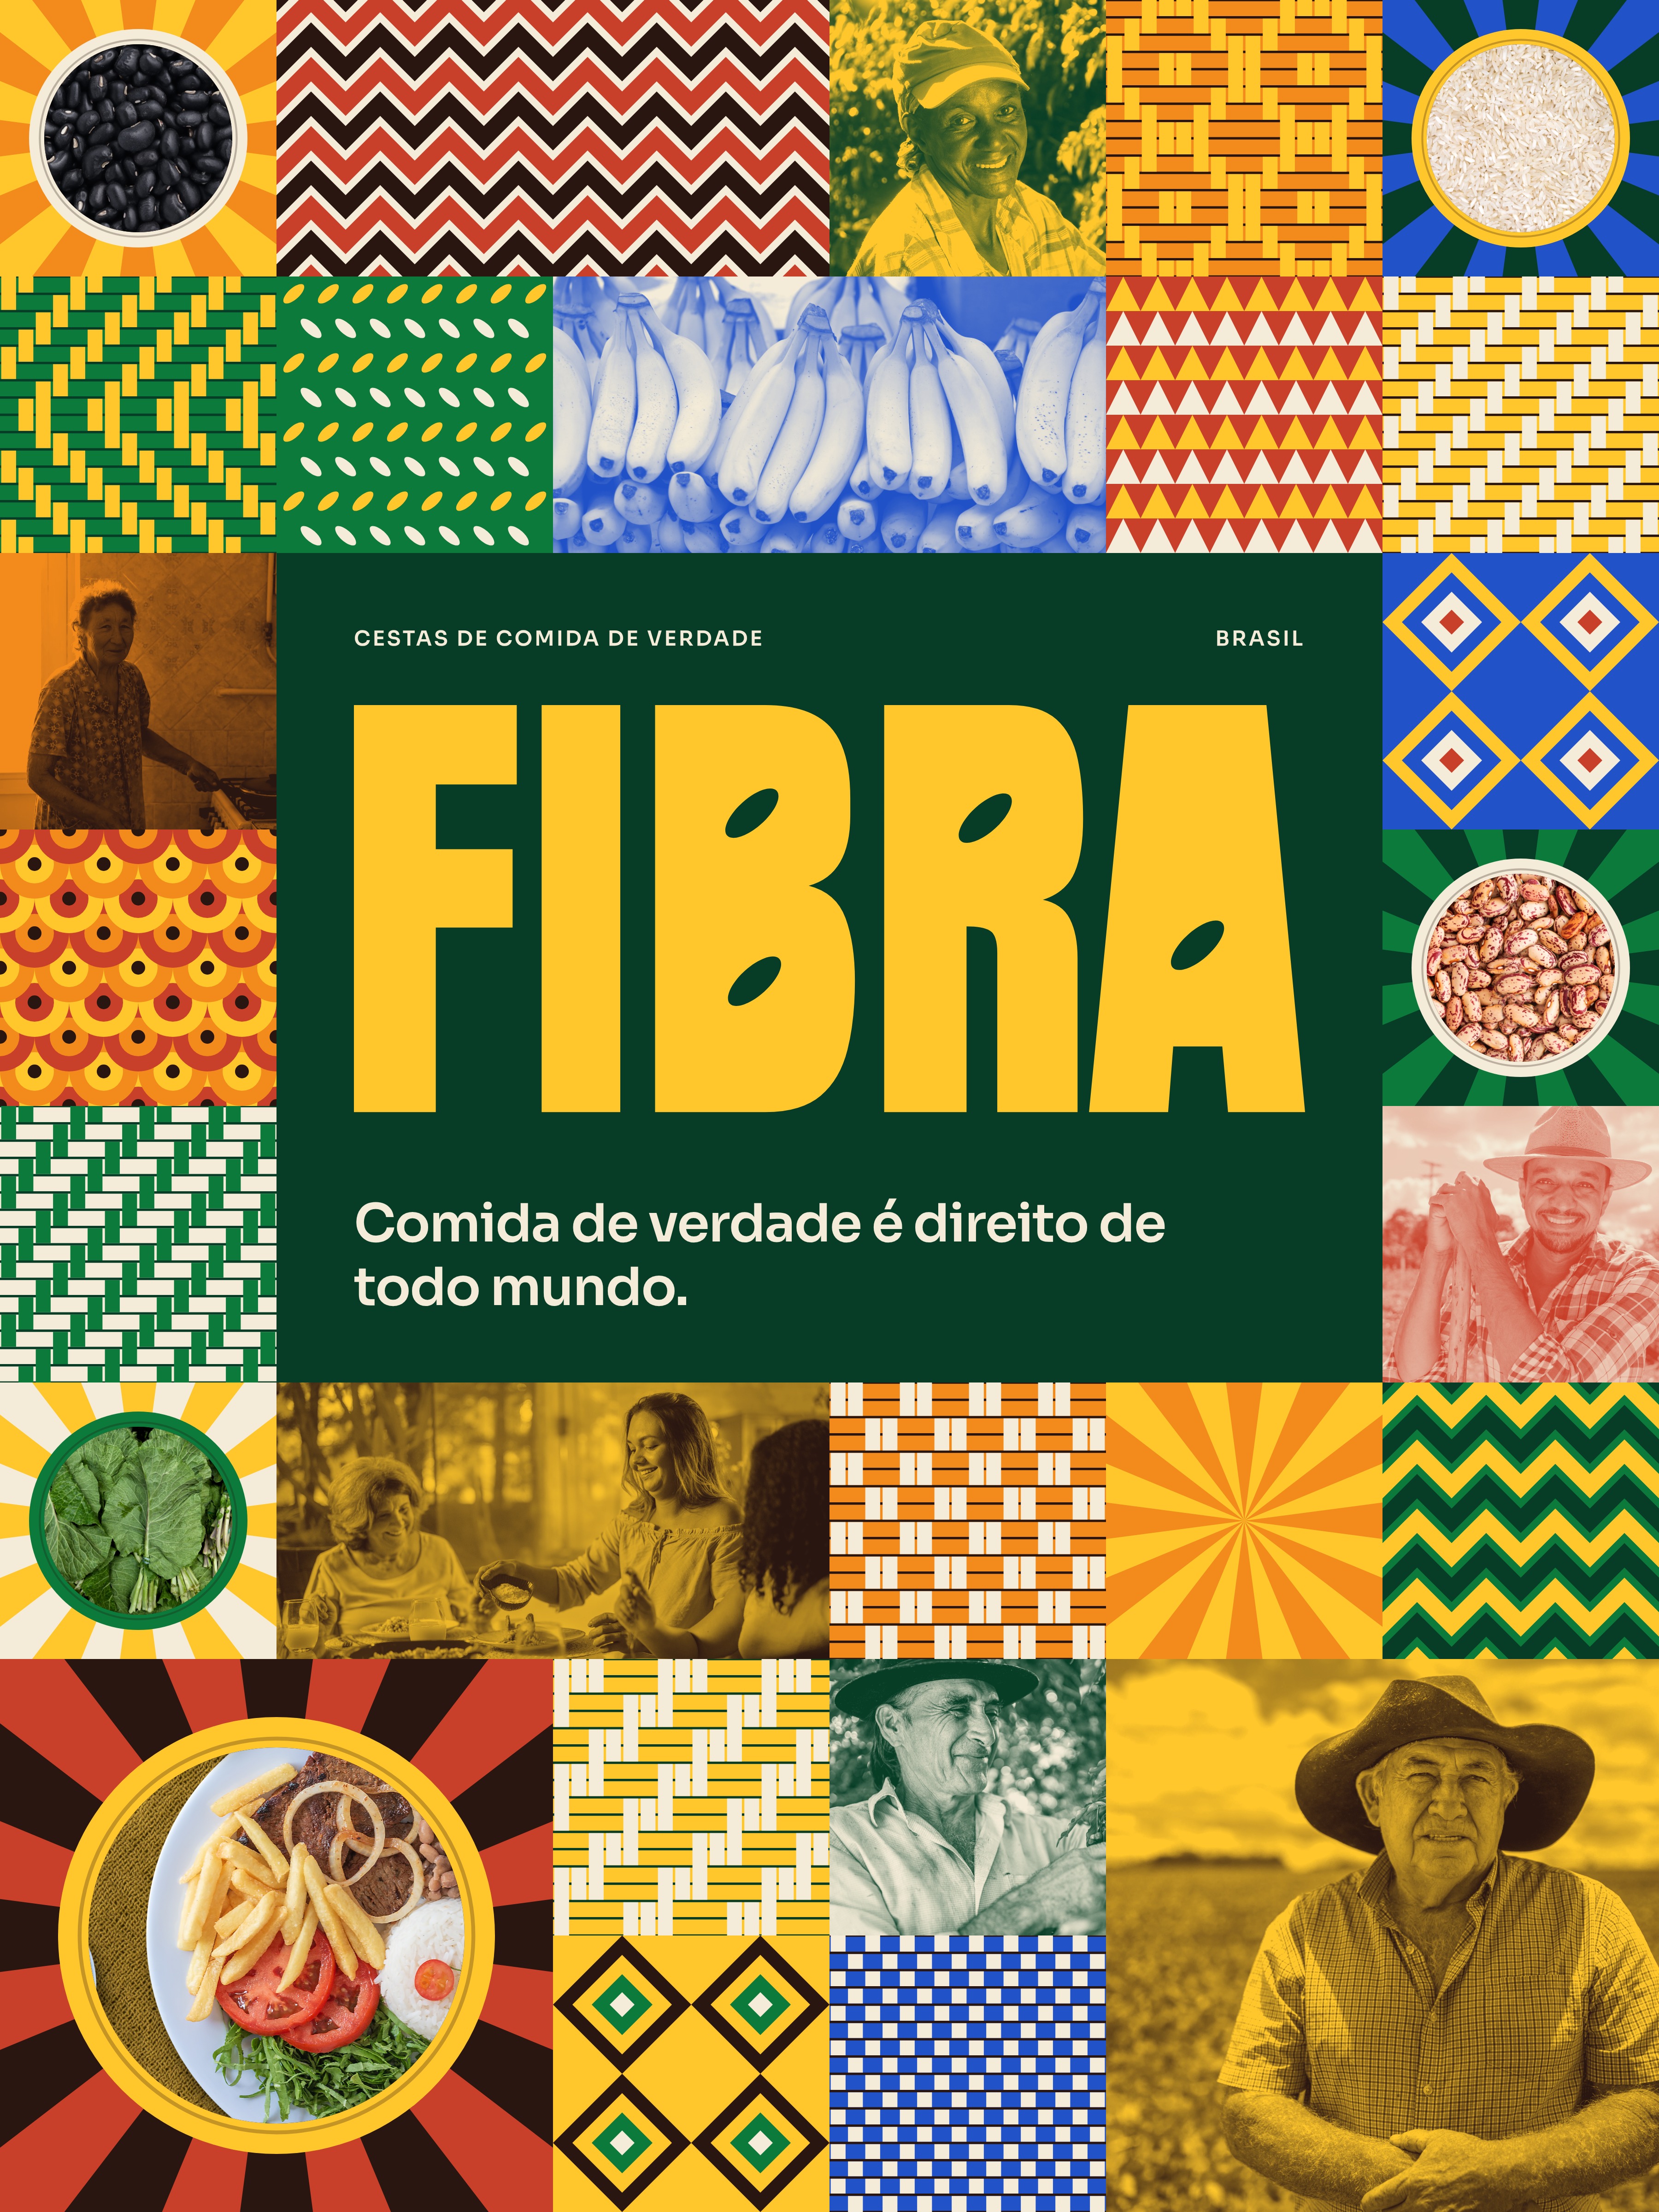 CESTAS DE COMIDA DE VERDADE
BRASIL
FIBRA
Comida de verdade é direito de
todo mundo.